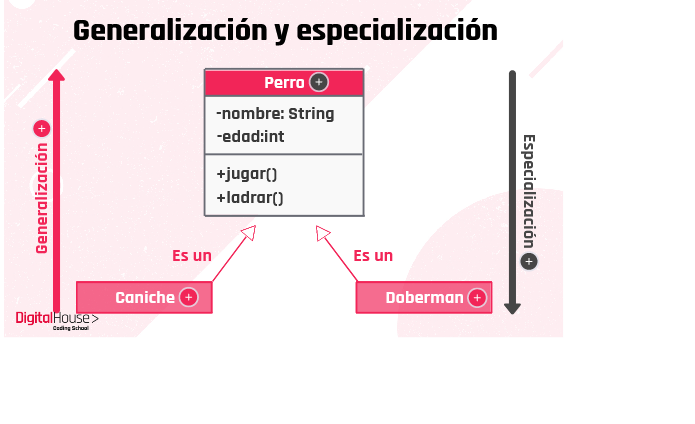 Generalización y especialización
Perro +
-nombre: String
-edad:int
+jugar()
+ladrar()
Generalización +
Especialización +
Es un
Es un
Caniche +
Doberman +
DigitalHouse>
Coding School